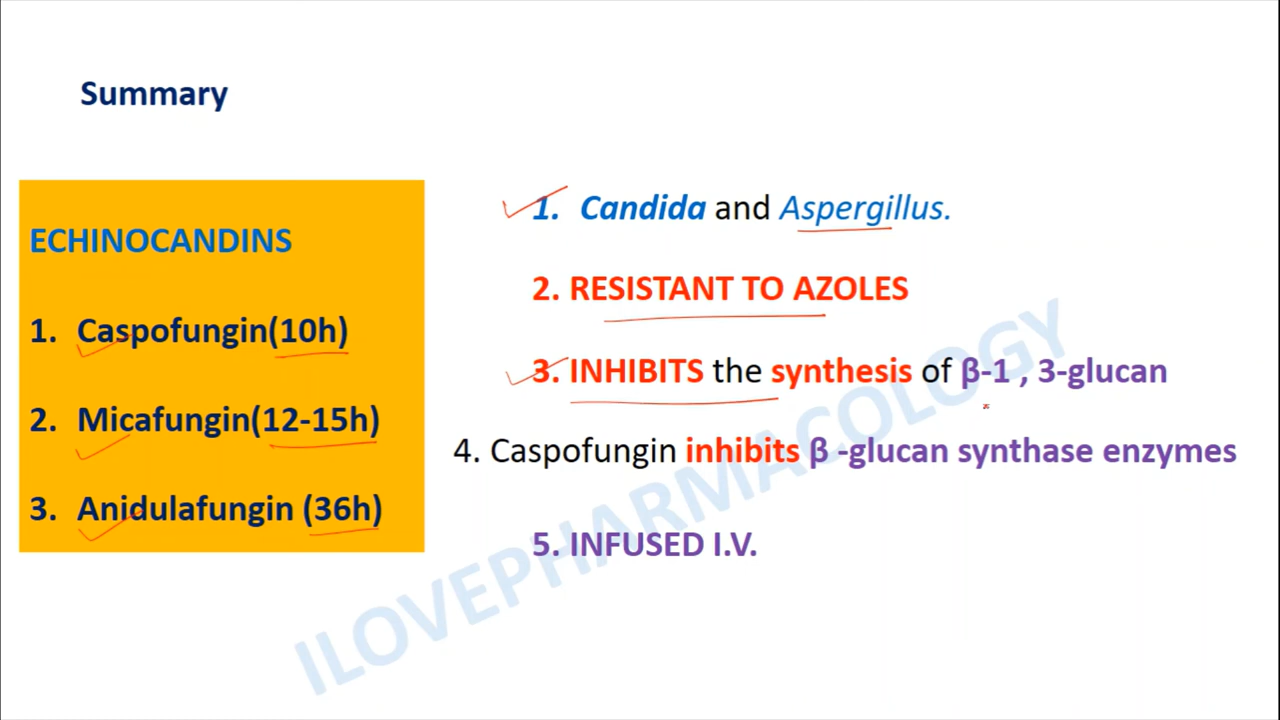 Summary
ECHINOCANDINS
1. Caspofungin(10h)
2. Micafungin(12-15h)
3. Anidulafungin (36h)
1. Candida and Aspergillus.
2. RESISTANT TO AZOLES
3. INHIBITS the synthesis of β-1 , 3-glucan
4. Caspofungin inhibits β -glucan synthase enzymes
5. INFUSED I.V.
ILOVEPHARMACOLOGY